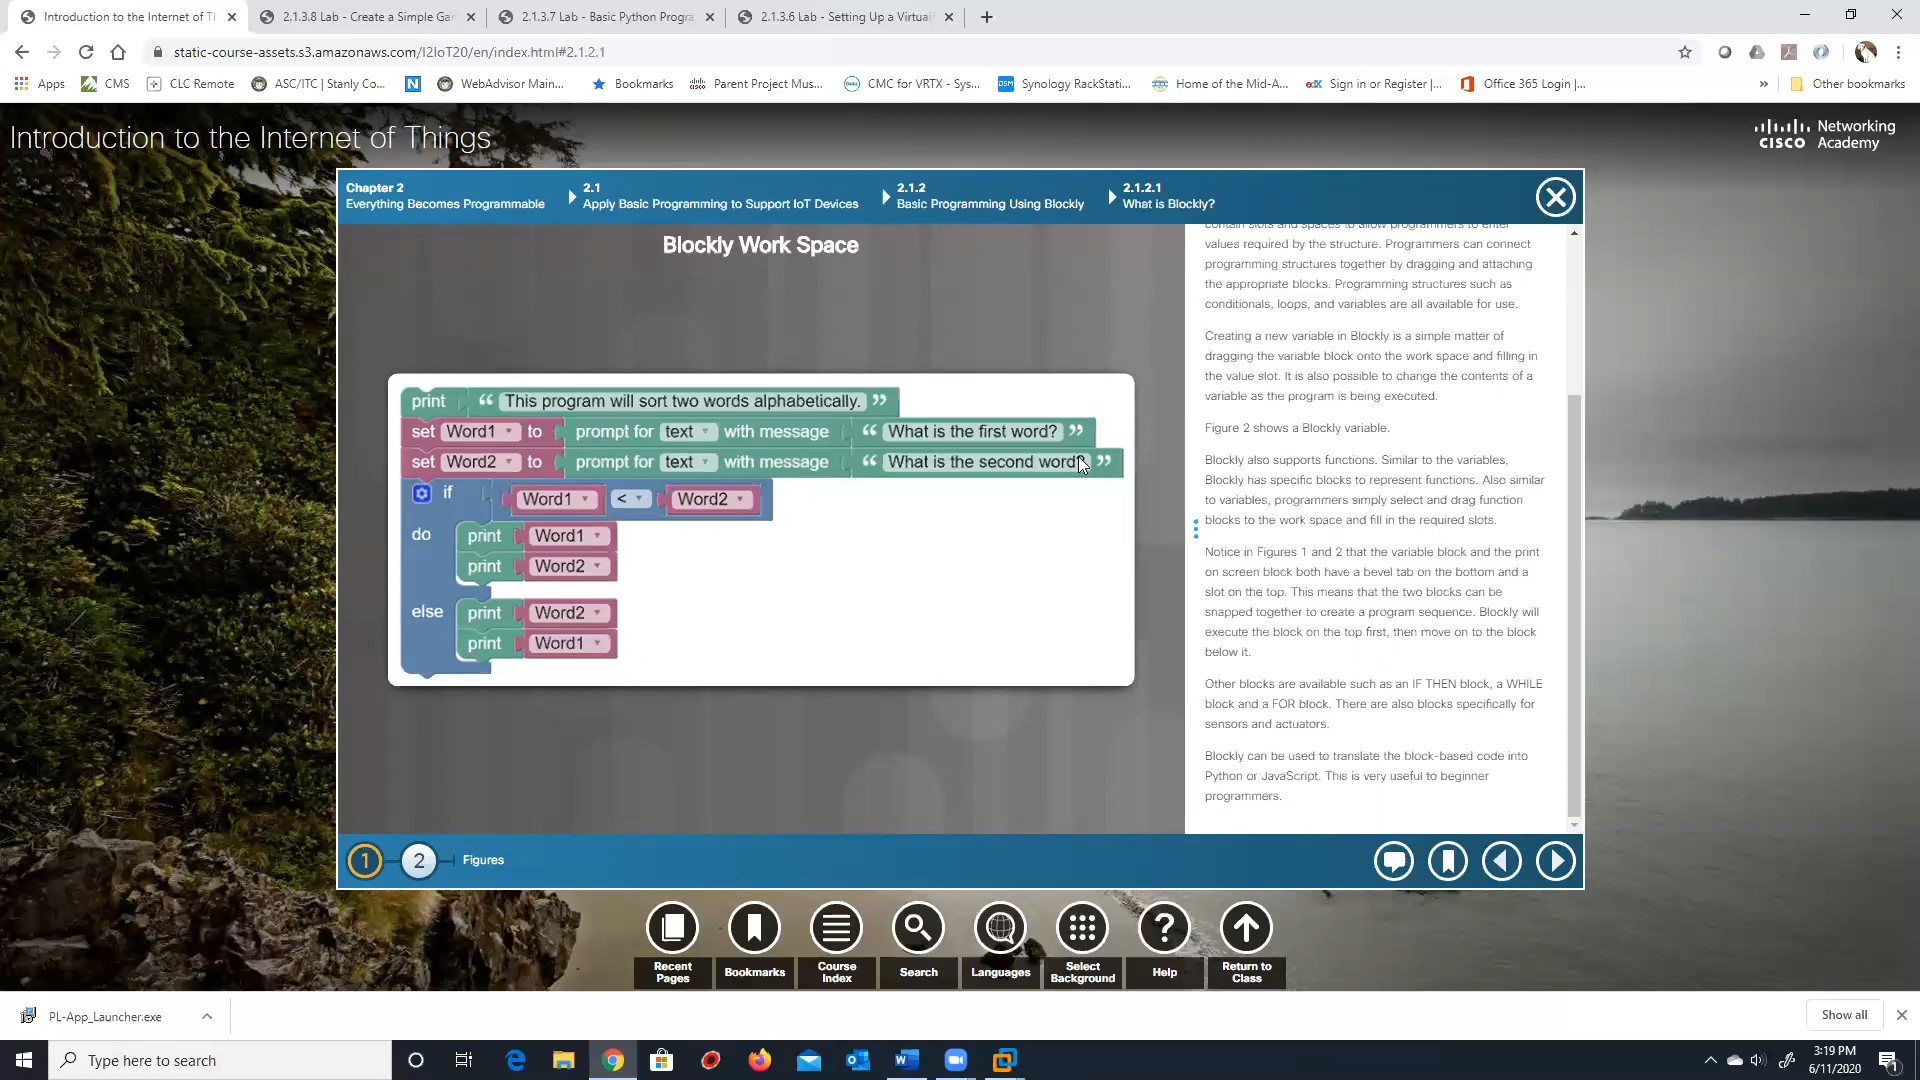 Introduction to the Internet of Ti
2.1.3.8 Lab - Create a Simple Gam
2.1.3.7 Lab - Basic Python Progra
2.1.3.6 Lab - Setting Up a Virtual
static-course-assets.s3.amazonaws.com/I2IoT20/en/index.html#2.1.2.1
Apps
CMS
CLC Remote
ASC/ITC | Stanly Co...
WebAdvisor Main...
Bookmarks
Parent Project Mus...
CMC for VRTX - Sys...
Synology RackStati...
Home of the Mid-A...
Sign in or Register |...
Office 365 Login |...
»
Other bookmarks
Introduction to the Internet of Things
cisco
Networking
Academy
Chapter 2
Everything Becomes Programmable
2.1
Apply Basic Programming to Support IoT Devices
2.1.2
Basic Programming Using Blockly
2.1.2.1
What is Blockly?
Blockly Work Space
print “ This program will sort two words alphabetically. ”
set Word1 to prompt for text with message “ What is the first word? ”
set Word2 to prompt for text with message “ What is the second word? ”
if Word1 < Word2
do print Word1
print Word2
else print Word2
print Word1
contain slots and spaces to allow programmers to enter
values required by the structure. Programmers can connect
programming structures together by dragging and attaching
the appropriate blocks. Programming structures such as
conditionals, loops, and variables are all available for use.
Creating a new variable in Blockly is a simple matter of
dragging the variable block onto the work space and filling in
the value slot. It is also possible to change the contents of a
variable as the program is being executed.
Figure 2 shows a Blockly variable.
Blockly also supports functions. Similar to the variables,
Blockly has specific blocks to represent functions. Also similar
to variables, programmers simply select and drag function
blocks to the work space and fill in the required slots.
Notice in Figures 1 and 2 that the variable block and the print
on screen block both have a bevel tab on the bottom and a
slot on the top. This means that the two blocks can be
snapped together to create a program sequence. Blockly will
execute the block on the top first, then move on to the block
below it.
Other blocks are available such as an IF THEN block, a WHILE
block and a FOR block. There are also blocks specifically for
sensors and actuators.
Blockly can be used to translate the block-based code into
Python or JavaScript. This is very useful to beginner
programmers.
1
2
Figures
Recent
Pages
Bookmarks
Course
Index
Search
Languages
Select
Background
?
Help
Return to
Class
PL-App_Launcher.exe
Show all
Type here to search
3:19 PM
6/11/2020
1